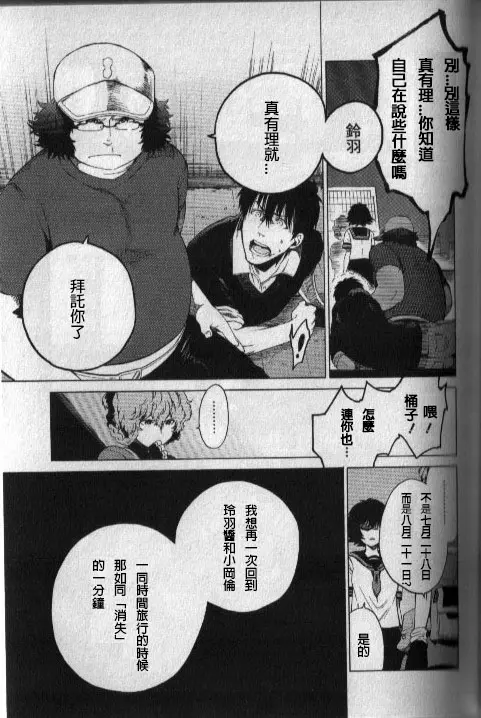 別…別這樣
真有理…你知道
自己在說些什麼嗎
鈴羽
真有理就…
拜託你了
喂！
桶子！
怎麼
連你也…
………
不是七月二十八日
而是八月二十一日？
是的
我想再一次回到
玲羽醬和小岡倫
一同時間旅行的時候
那如同「消失」
的一分鐘